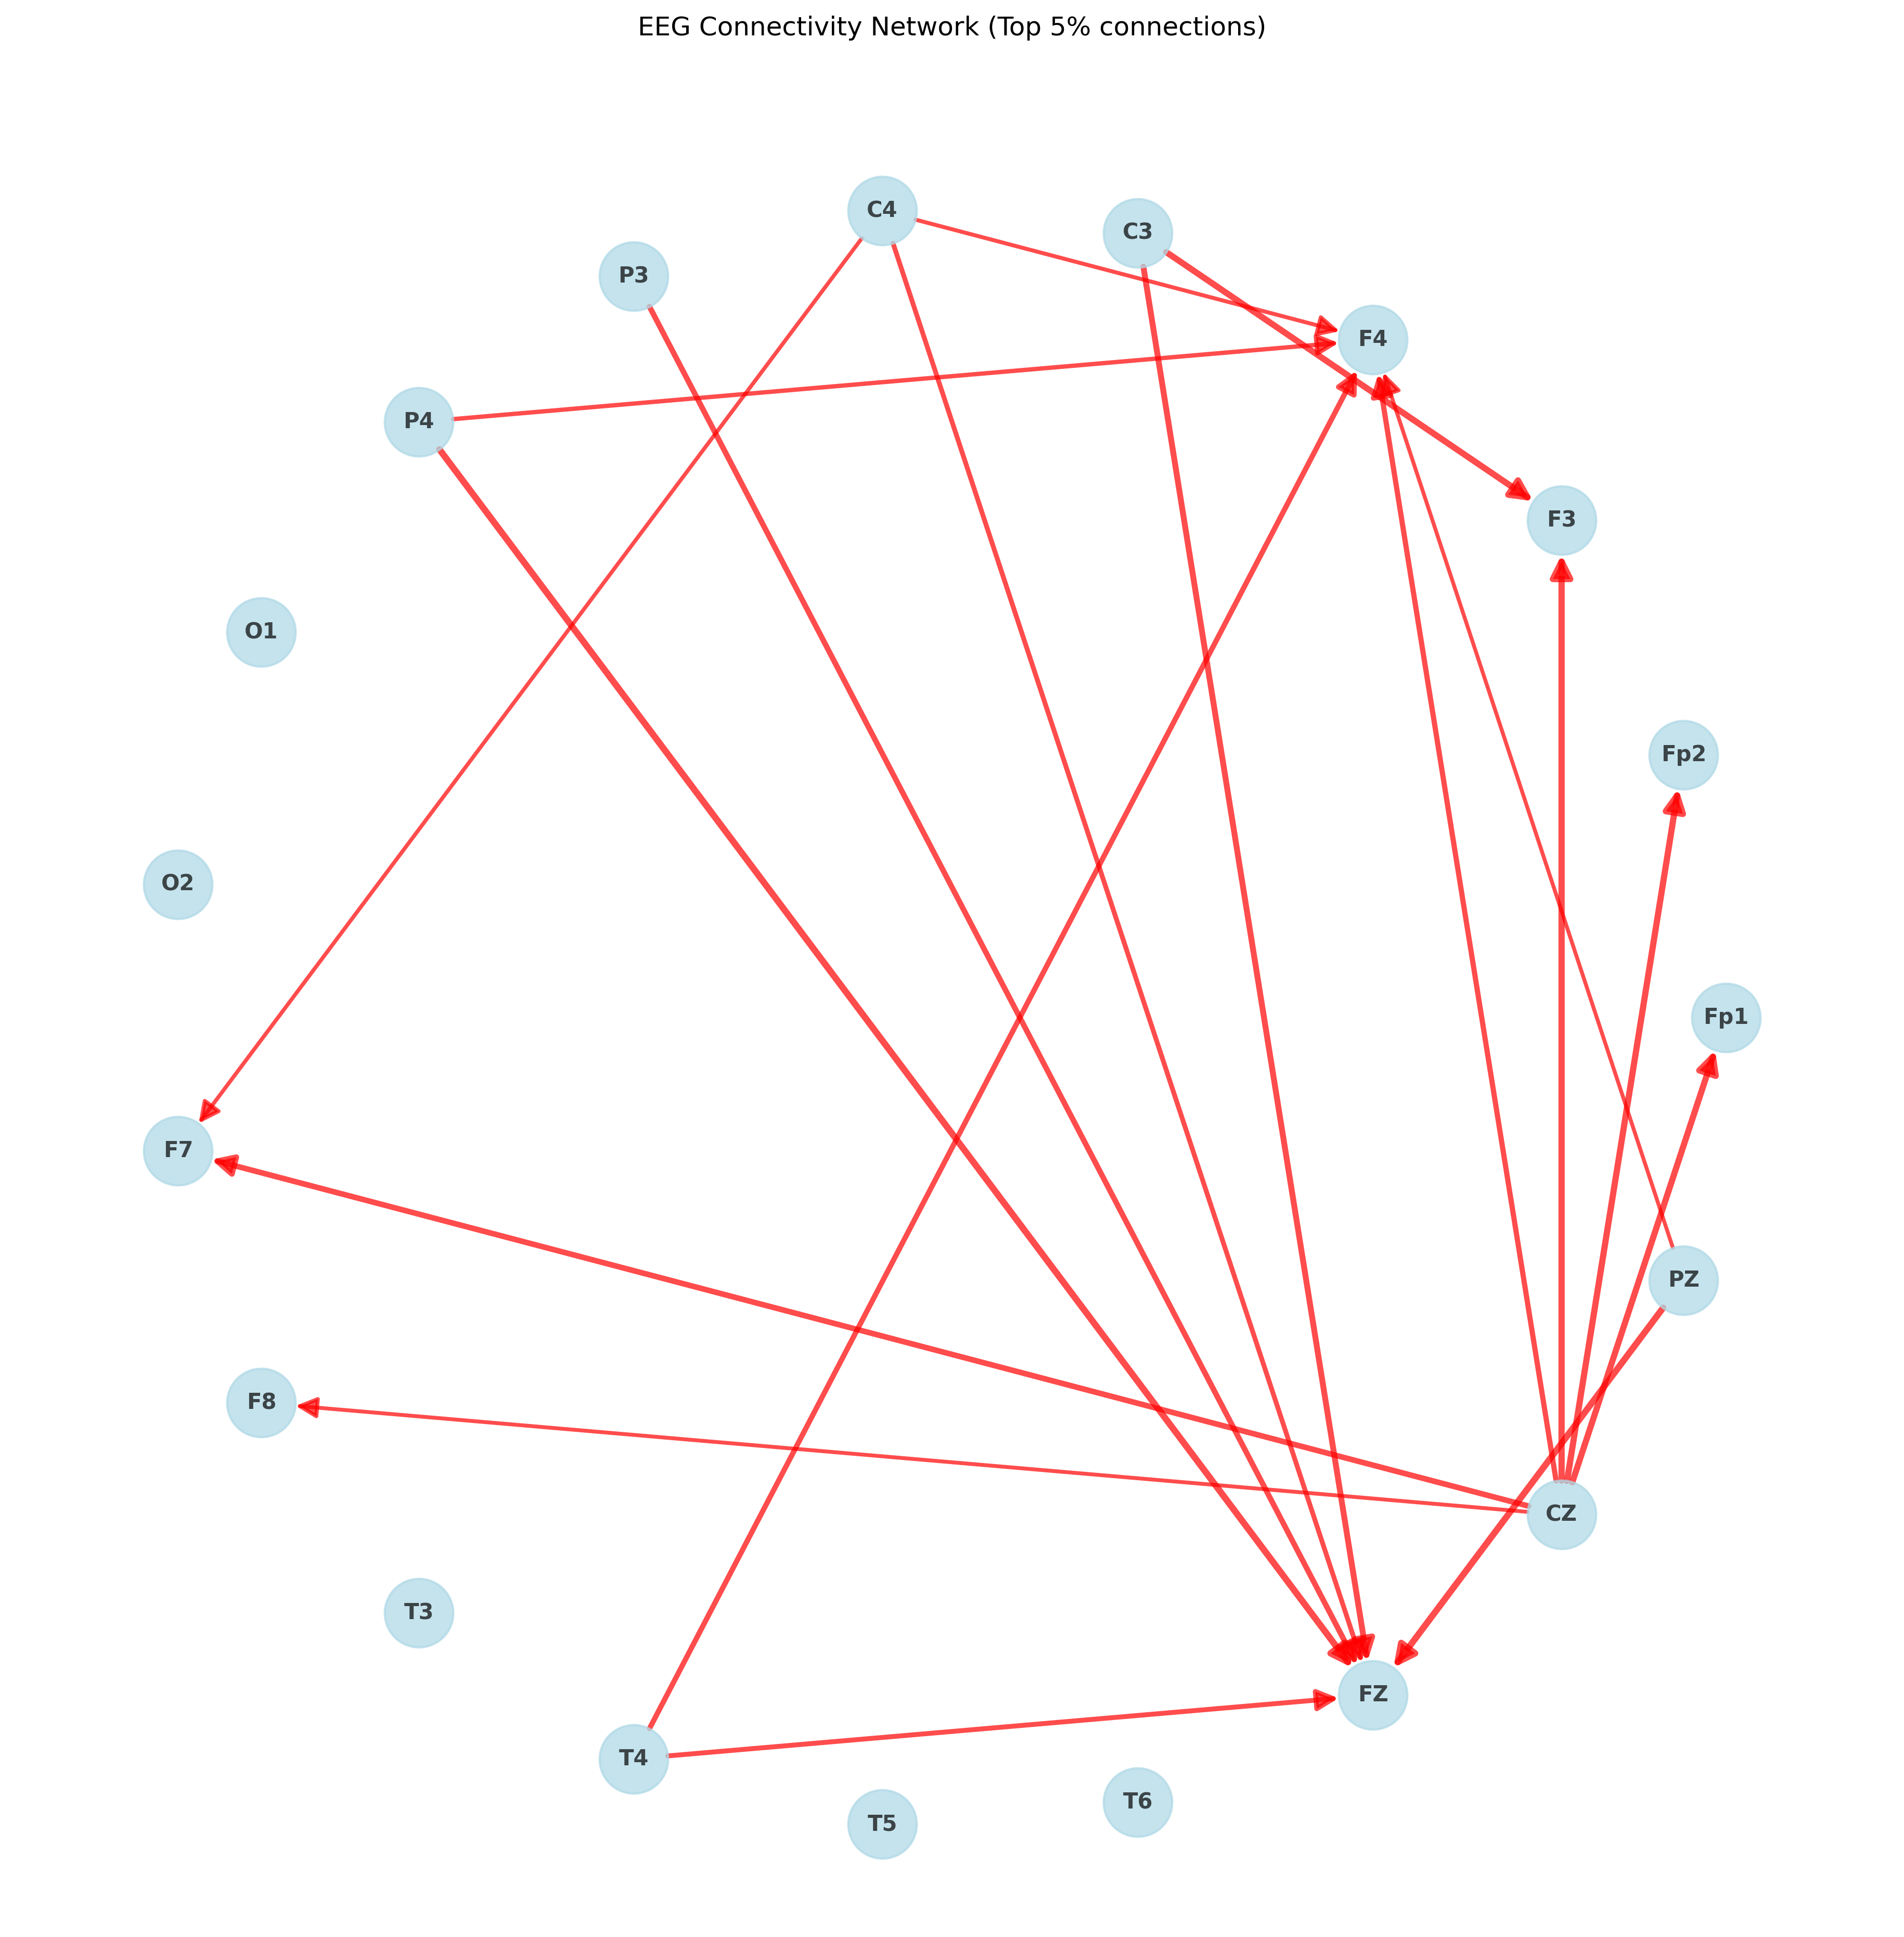 EEG Connectivity Network (Top 5% connections)
C4
C3
P3
F4
P4
F3
O1
Fp2
O2
Fp1
F7
PZ
F8
CZ
T3
FZ
T4
T6
T5